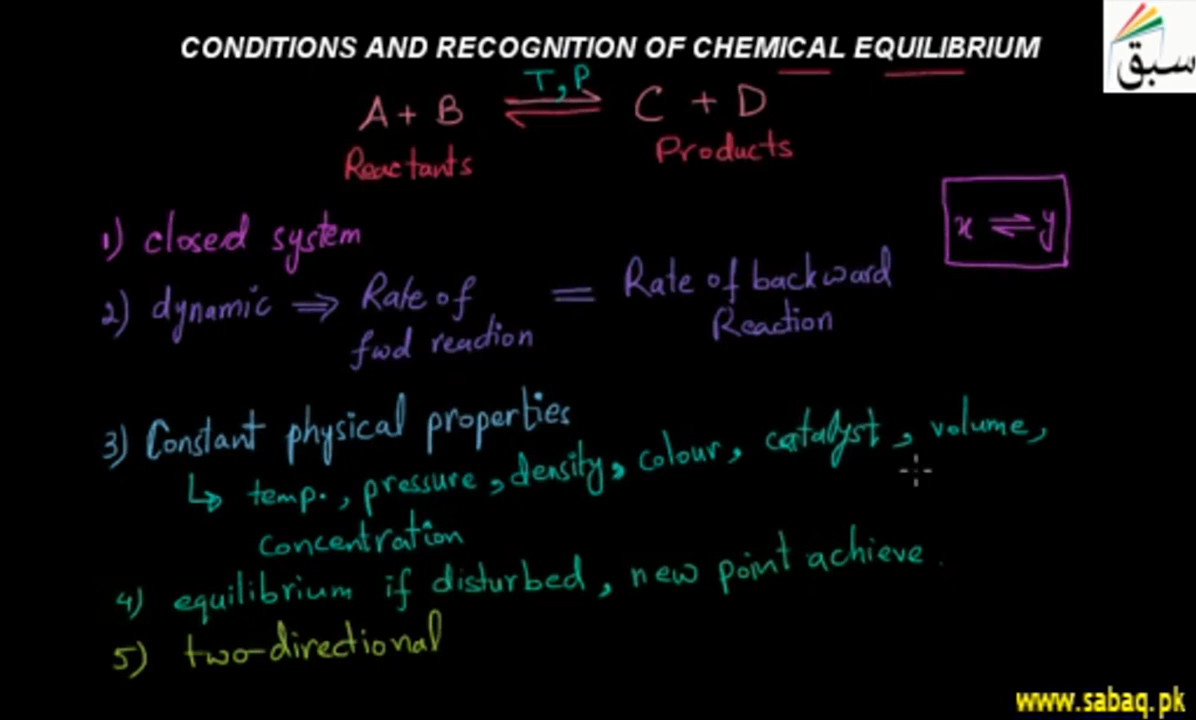 CONDITIONS AND RECOGNITION OF CHEMICAL EQUILIBRIUM
سبق
T, P
A + B ⇌ C + D
Reactants Products
1) closed system
x ⇌ y
2) dynamic ⇒ Rate of fwd reaction = Rate of backward Reaction
3) Constant physical properties
↳ temp., pressure, density, colour, catalyst, volume,
concentration
4) equilibrium if disturbed, new point achieve.
5) two-directional
www.sabaq.pk